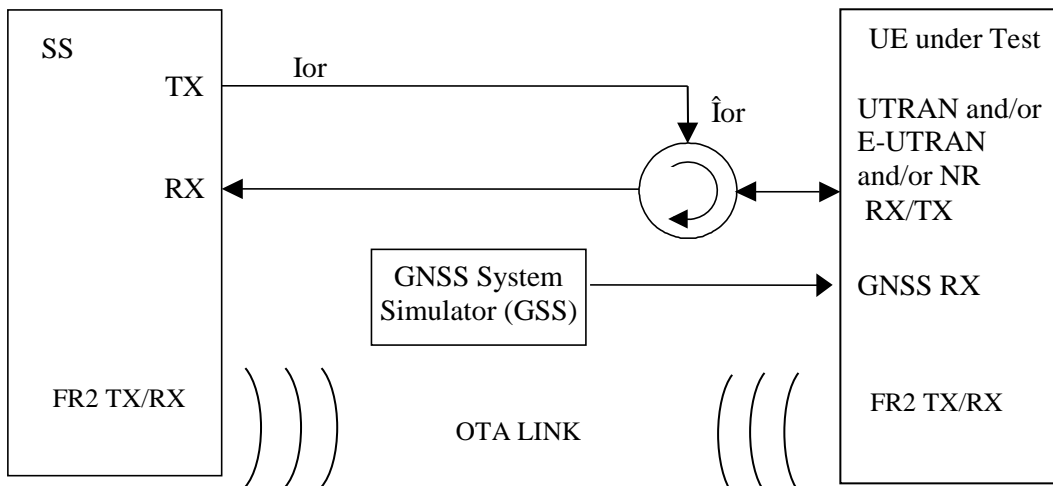 SS
TX
Ior
Îor
RX
UE under Test
UTRAN and/or
E-UTRAN
and/or NR
RX/TX
GNSS System
Simulator (GSS)
GNSS RX
FR2 TX/RX
OTA LINK
FR2 TX/RX